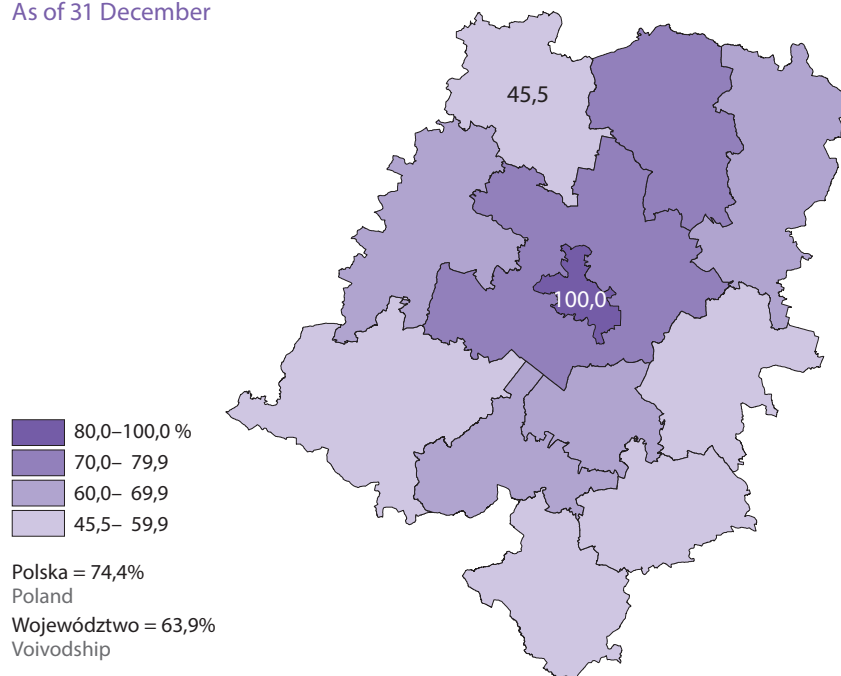 As of 31 December
45,5
100,0
80,0–100,0 %
70,0– 79,9
60,0– 69,9
45,5– 59,9
Polska = 74,4%
Poland
Województwo = 63,9%
Voivodship